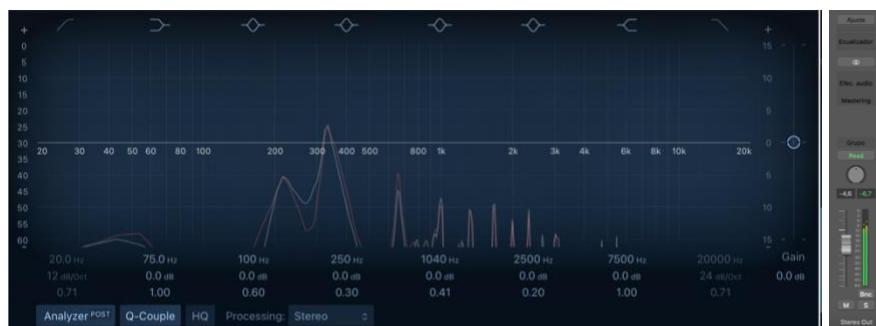 + +
0 15
5
10 10
15
20 5
25
30 0
20 30 40 50 60 80 100 200 300 400 500 800 1k 2k 3k 4k 6k 8k 10k 20k
35
40 5
45
50 10
55
60 15
20.0 Hz 75.0 Hz 100 Hz 250 Hz 1040 Hz 2500 Hz 7500 Hz 20000 Hz Gain
12 dB/Oct 0.0 dB 0.0 dB 0.0 dB 0.0 dB 0.0 dB 0.0 dB 24 dB/Oct 0.0 dB
0.71 1.00 0.60 0.30 0.41 0.20 1.00 0.71
Analyzer POST Q-Couple HQ Processing: Stereo
Ajuste
Ecualizador
Efec. audio
Mastering
Grupo
Read
-4,6 -6,7
Bnc
M S
Stereo Out